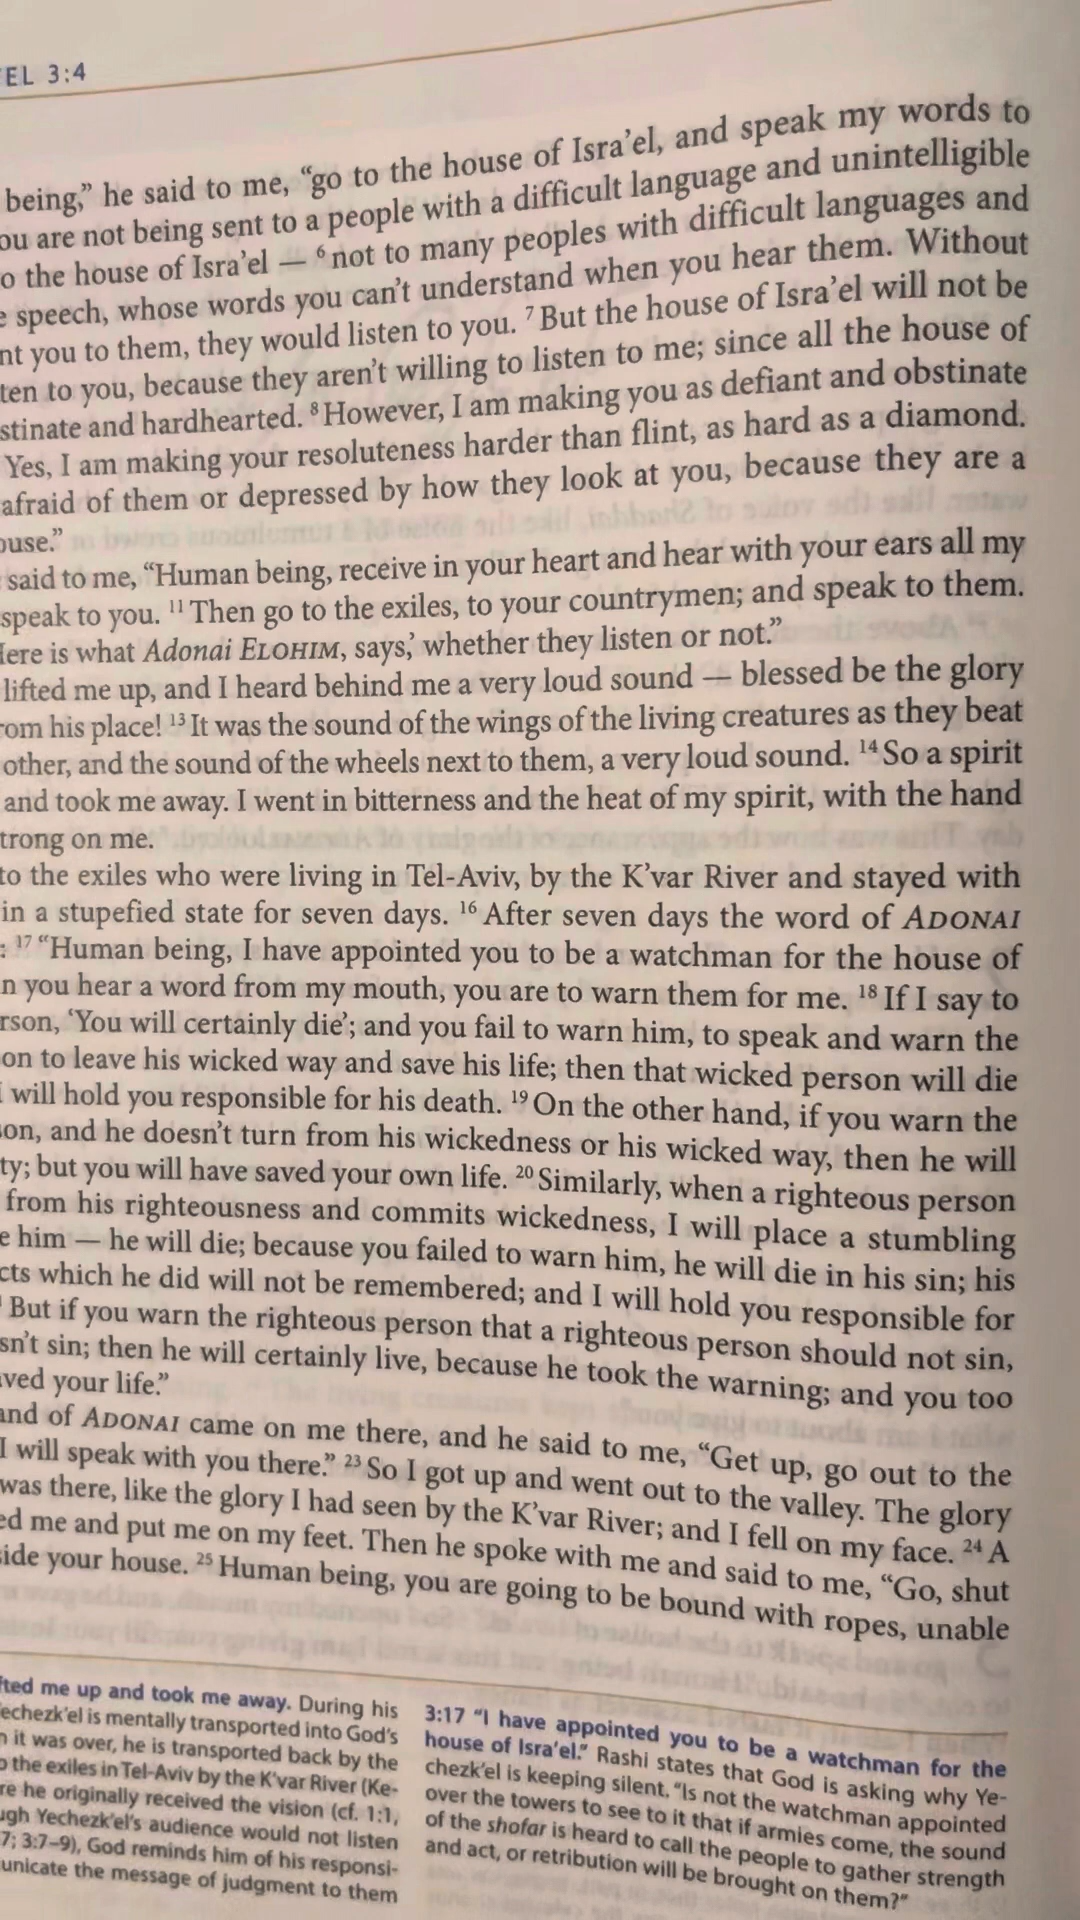 EL 3:4
being,” he said to me, “go to the house of Isra’el, and speak my words to
ou are not being sent to a people with a difficult language and unintelligible
o the house of Isra’el — ⁶not to many peoples with difficult languages and
e speech, whose words you can’t understand when you hear them. Without
nt you to them, they would listen to you. ⁷But the house of Isra’el will not be
ten to you, because they aren’t willing to listen to me; since all the house of
stinate and hardhearted. ⁸However, I am making you as defiant and obstinate
Yes, I am making your resoluteness harder than flint, as hard as a diamond.
afraid of them or depressed by how they look at you, because they are a
ouse.”
said to me, “Human being, receive in your heart and hear with your ears all my
speak to you. ¹¹Then go to the exiles, to your countrymen; and speak to them.
Here is what Adonai ELOHIM, says,’ whether they listen or not.”
lifted me up, and I heard behind me a very loud sound — blessed be the glory
rom his place! ¹³It was the sound of the wings of the living creatures as they beat
other, and the sound of the wheels next to them, a very loud sound. ¹⁴So a spirit
and took me away. I went in bitterness and the heat of my spirit, with the hand
trong on me.
to the exiles who were living in Tel-Aviv, by the K’var River and stayed with
in a stupefied state for seven days. ¹⁶After seven days the word of ADONAI
: ¹⁷“Human being, I have appointed you to be a watchman for the house of
n you hear a word from my mouth, you are to warn them for me. ¹⁸If I say to
rson, ‘You will certainly die’; and you fail to warn him, to speak and warn the
on to leave his wicked way and save his life; then that wicked person will die
I will hold you responsible for his death. ¹⁹On the other hand, if you warn the
son, and he doesn’t turn from his wickedness or his wicked way, then he will
ty; but you will have saved your own life. ²⁰Similarly, when a righteous person
from his righteousness and commits wickedness, I will place a stumbling
e him — he will die; because you failed to warn him, he will die in his sin; his
cts which he did will not be remembered; and I will hold you responsible for
But if you warn the righteous person that a righteous person should not sin,
sn’t sin; then he will certainly live, because he took the warning; and you too
ved your life.”
and of ADONAI came on me there, and he said to me, “Get up, go out to the
I will speak with you there.” ²³So I got up and went out to the valley. The glory
was there, like the glory I had seen by the K’var River; and I fell on my face. ²⁴A
ed me and put me on my feet. Then he spoke with me and said to me, “Go, shut
ide your house. ²⁵Human being, you are going to be bound with ropes, unable
fted me up and took me away. During his
echezk’el is mentally transported into God’s
n it was over, he is transported back by the
o the exiles in Tel-Aviv by the K’var River (Ke-
re he originally received the vision (cf. 1:1,
ugh Yechezk’el’s audience would not listen
7; 3:7–9), God reminds him of his responsi-
unicate the message of judgment to them
3:17 “I have appointed you to be a watchman for the
house of Isra’el.” Rashi states that God is asking why Ye-
chezk’el is keeping silent. “Is not the watchman appointed
over the towers to see to it that if armies come, the sound
of the shofar is heard to call the people to gather strength
and act, or retribution will be brought on them?”